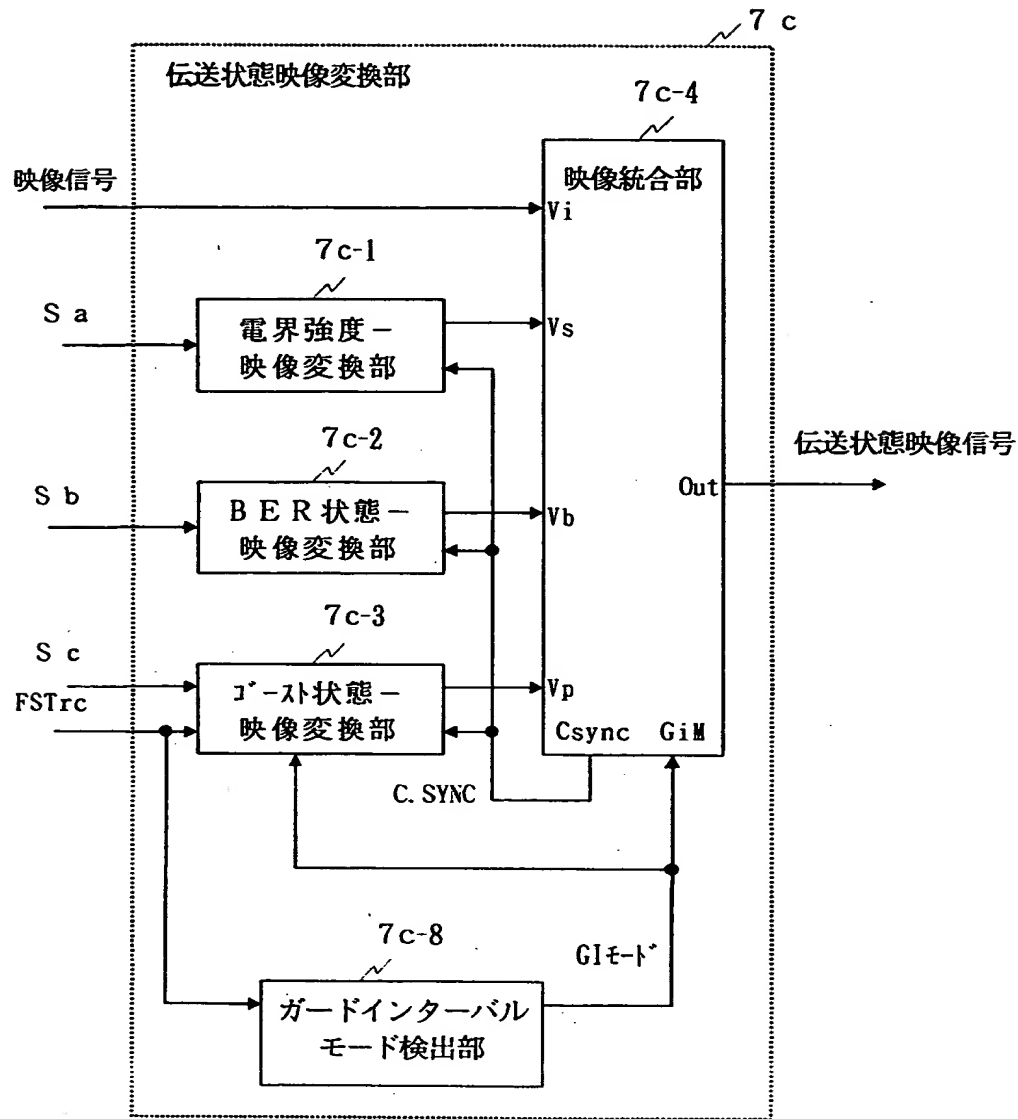 7c
伝送状態映像変換部
7c-4
映像信号
映像統合部
Vi
7c-1
Sa
電界強度－
映像変換部
Vs
7c-2
伝送状態映像信号
Out
Sb
BER状態－
映像変換部
Vb
7c-3
Sc
FSTrc
ｺﾞｰｽﾄ状態－
映像変換部
Vp
Csync GiM
C.SYNC
7c-8
GIﾓｰﾄﾞ
ガードインターバル
モード検出部